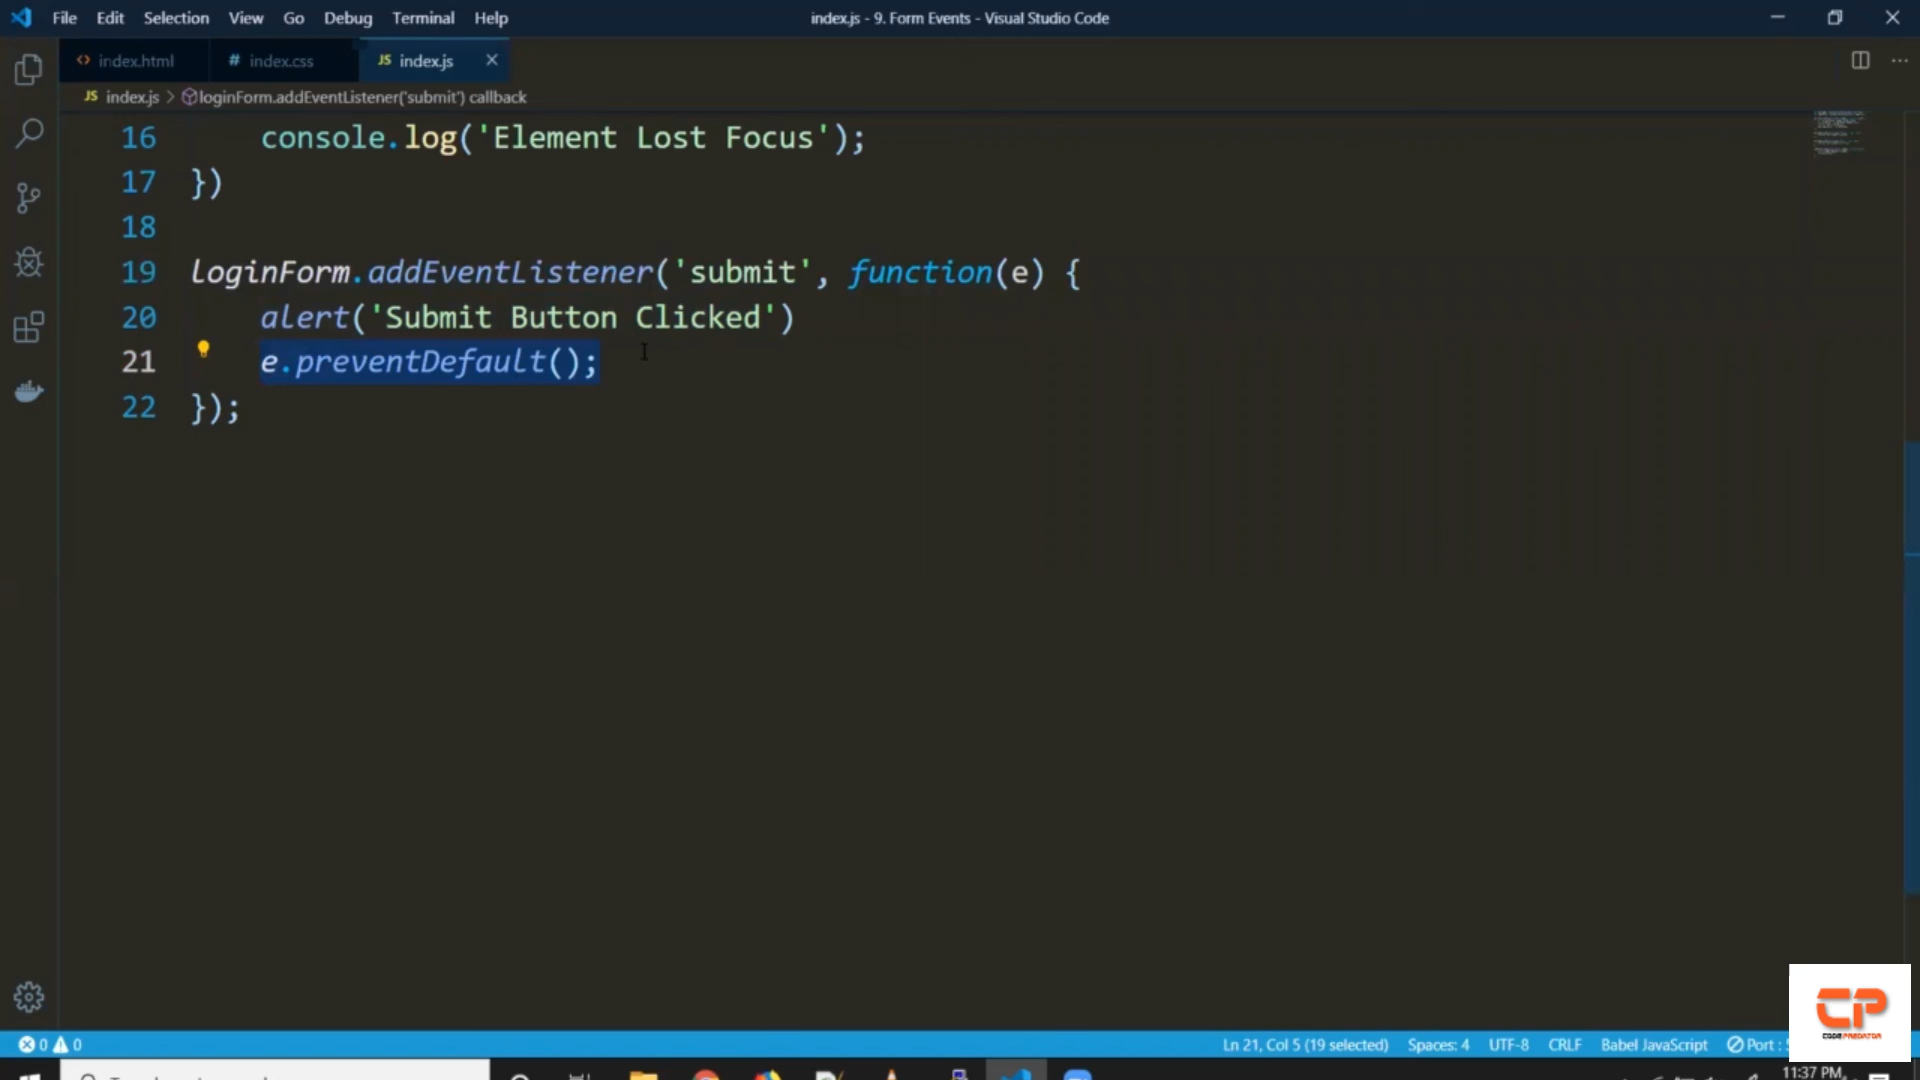 File Edit Selection View Go Debug Terminal Help
index.js - 9. Form Events - Visual Studio Code
<> index.html # index.css JS index.js
JS index.js > loginForm.addEventListener('submit') callback
16 console.log('Element Lost Focus');
17 })
18
19 loginForm.addEventListener('submit', function(e) {
20 alert('Submit Button Clicked')
21 e.preventDefault();
22 });
CP
CODE PREDATOR
0 0 Ln 21, Col 5 (19 selected) Spaces: 4 UTF-8 CRLF Babel JavaScript Port :
11:37 PM